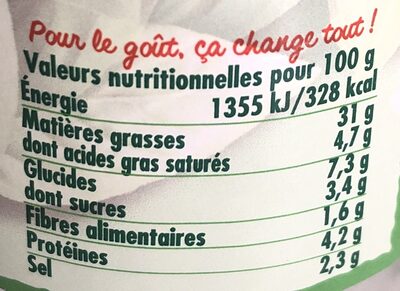 Pour le goût, ça change tout !
Valeurs nutritionnelles pour 100 g
Énergie 1355 kJ/328 kcal
Matières grasses 31 g
dont acides gras saturés 4,7 g
Glucides 7,3 g
dont sucres 3,4 g
Fibres alimentaires 1,6 g
Protéines 4,2 g
Sel 2,3 g